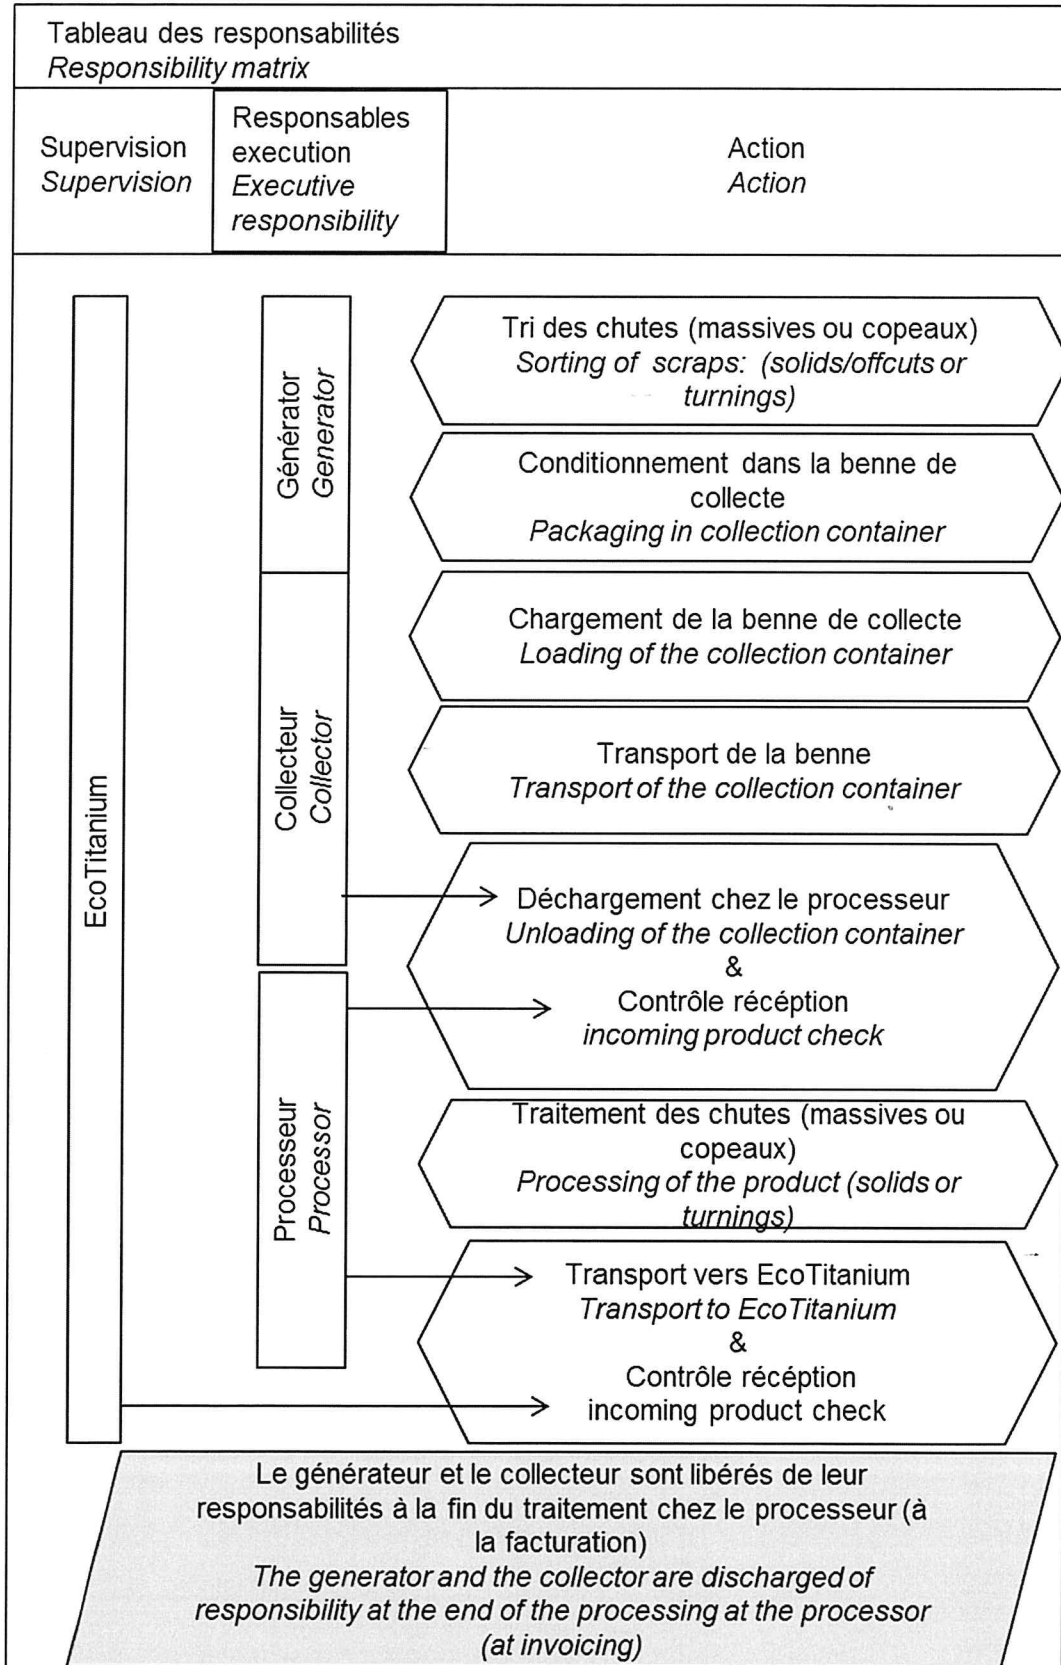 Tableau des responsabilités
Responsibility matrix
Supervision
Supervision
Responsables
execution
Executive
responsibility
Action
Action
EcoTitanium
Générator
Generator
Tri des chutes (massives ou copeaux)
Sorting of scraps: (solids/offcuts or
turnings)
Conditionnement dans la benne de
collecte
Packaging in collection container
Collecteur
Collector
Chargement de la benne de collecte
Loading of the collection container
Transport de la benne
Transport of the collection container
Déchargement chez le processeur
Unloading of the collection container
&
Contrôle récéption
incoming product check
Processeur
Processor
Traitement des chutes (massives ou
copeaux)
Processing of the product (solids or
turnings)
Transport vers EcoTitanium
Transport to EcoTitanium
&
Contrôle récéption
incoming product check
Le générateur et le collecteur sont libérés de leur
responsabilités à la fin du traitement chez le processeur (à
la facturation)
The generator and the collector are discharged of
responsibility at the end of the processing at the processor
(at invoicing)